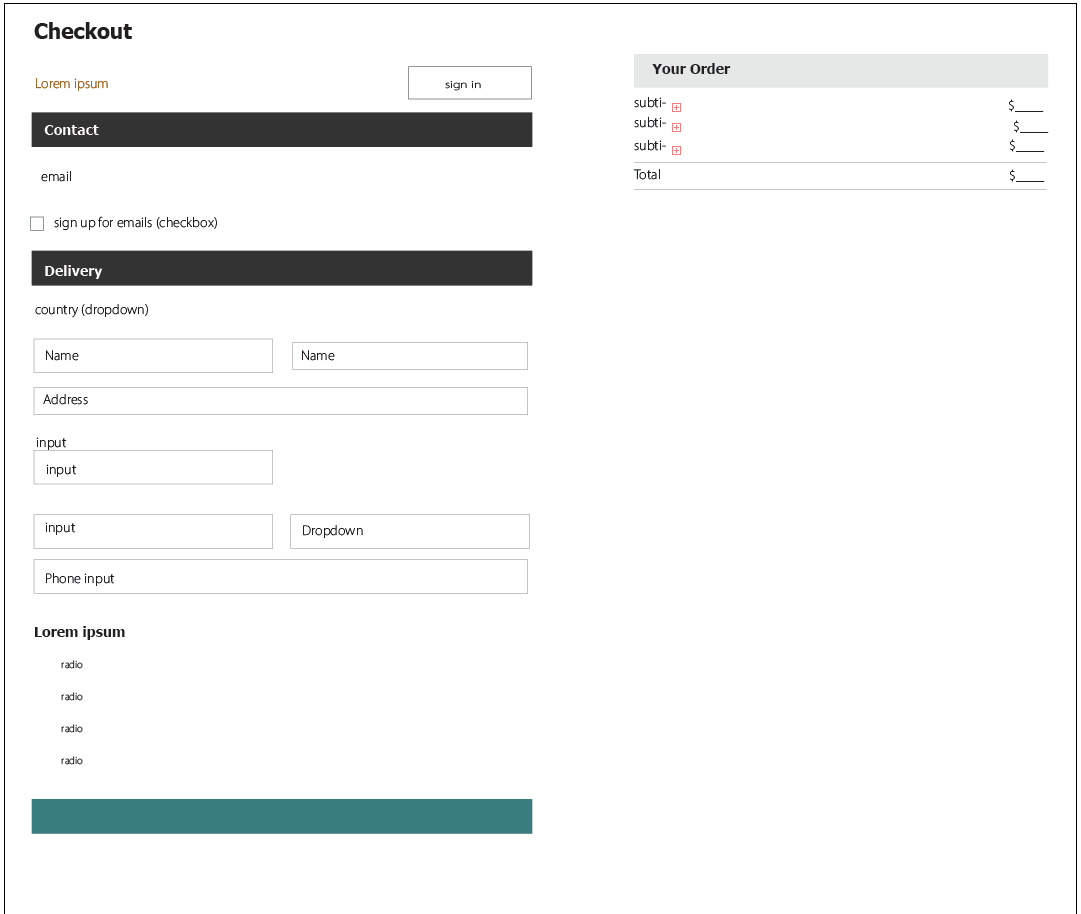 Checkout
Lorem ipsum
sign in
Contact
email
sign up for emails (checkbox)
Delivery
country (dropdown)
Name
Name
Address
input
input
input
Dropdown
Phone input
Lorem ipsum
radio
radio
radio
radio
Your Order
subti- $____
subti- $____
subti- $____
Total $____